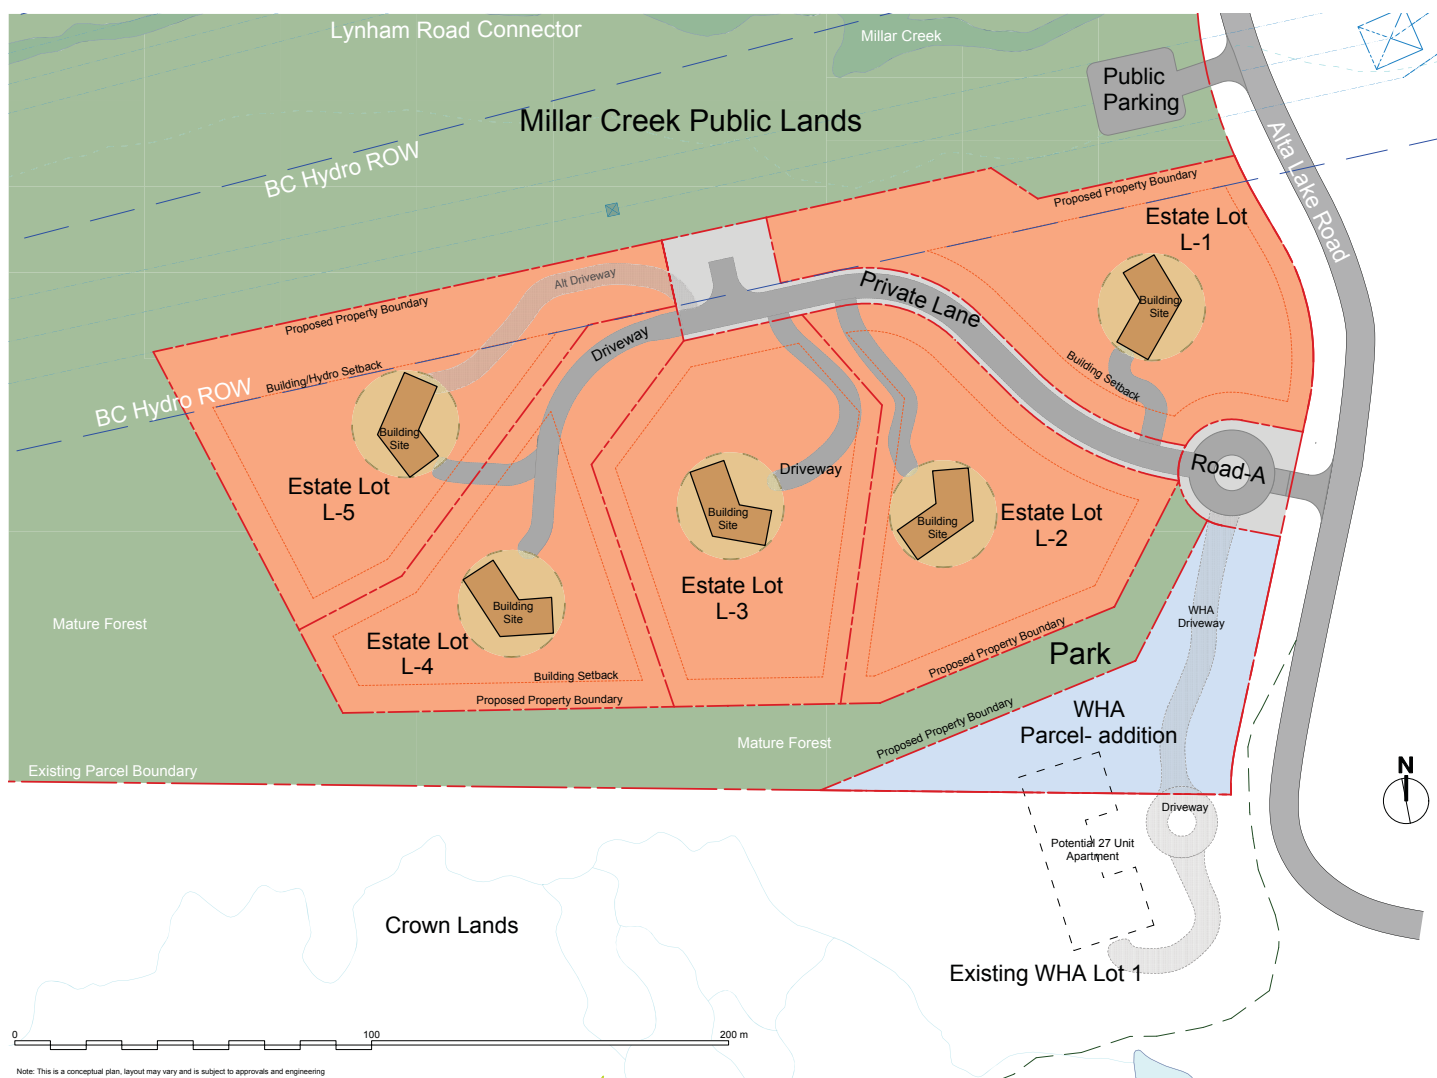 Lynham Road Connector
Millar Creek
Public
Parking
Millar Creek Public Lands
Alta Lake Road
BC Hydro ROW
Proposed Property Boundary
Estate Lot
L-1
Alt Driveway
Private Lane
Building
Site
Proposed Property Boundary
Driveway
Building/Hydro Setback
Building Setback
BC Hydro ROW
Building
Site
Driveway
Road-A
Estate Lot
L-5
Building
Site
Building
Site
Estate Lot
L-2
Estate Lot
L-3
Building
Site
WHA
Driveway
Mature Forest
Estate Lot
L-4
Proposed Property Boundary
Park
Building Setback
Proposed Property Boundary
WHA
Parcel- addition
Proposed Property Boundary
Mature Forest
Existing Parcel Boundary
N
Driveway
Potential 27 Unit
Apartment
Crown Lands
Existing WHA Lot 1
0 100 200 m
Note: This is a conceptual plan, layout may vary and is subject to approvals and engineering